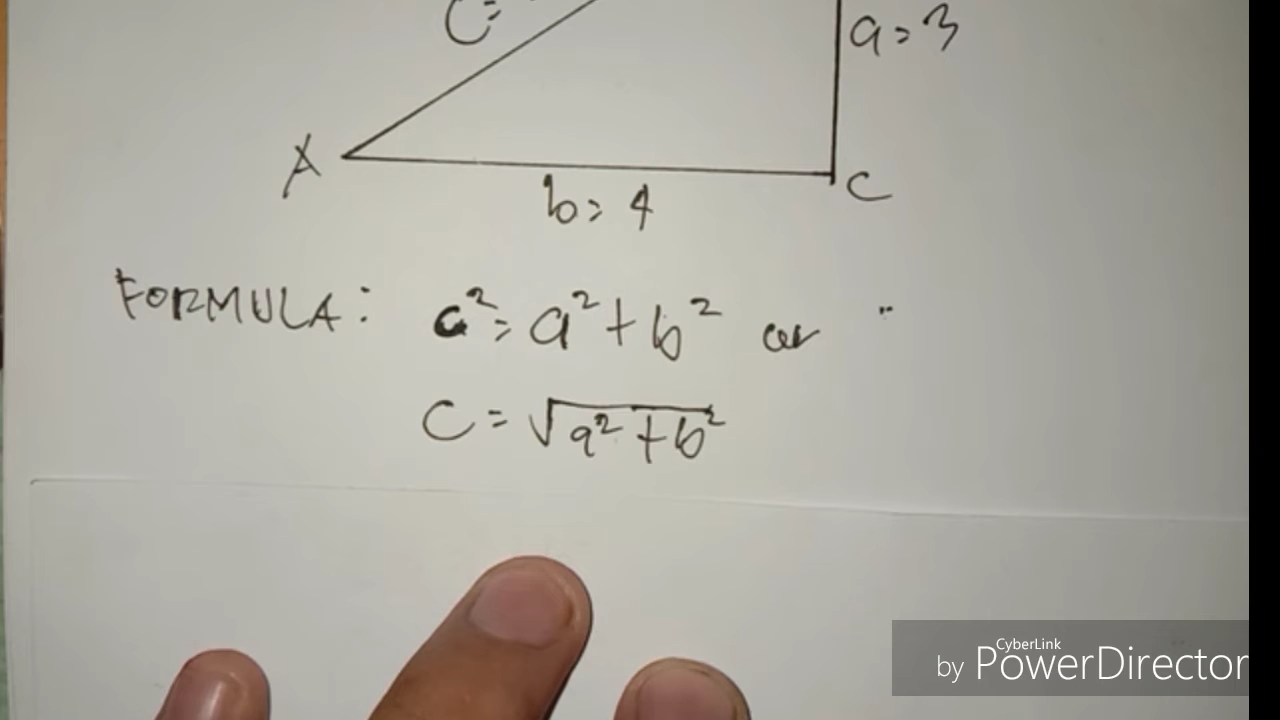 C=
a=3
A
C
b=4
FORMULA: c²=a²+b² or
C=√a²+b²
CyberLink
by PowerDirector